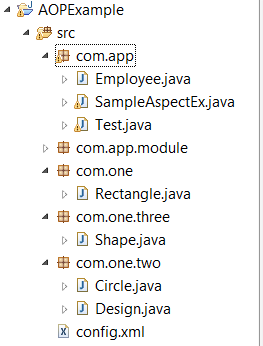 AOPExample
src
com.app
Employee.java
SampleAspectEx.java
Test.java
com.app.module
com.one
Rectangle.java
com.one.three
Shape.java
com.one.two
Circle.java
Design.java
config.xml